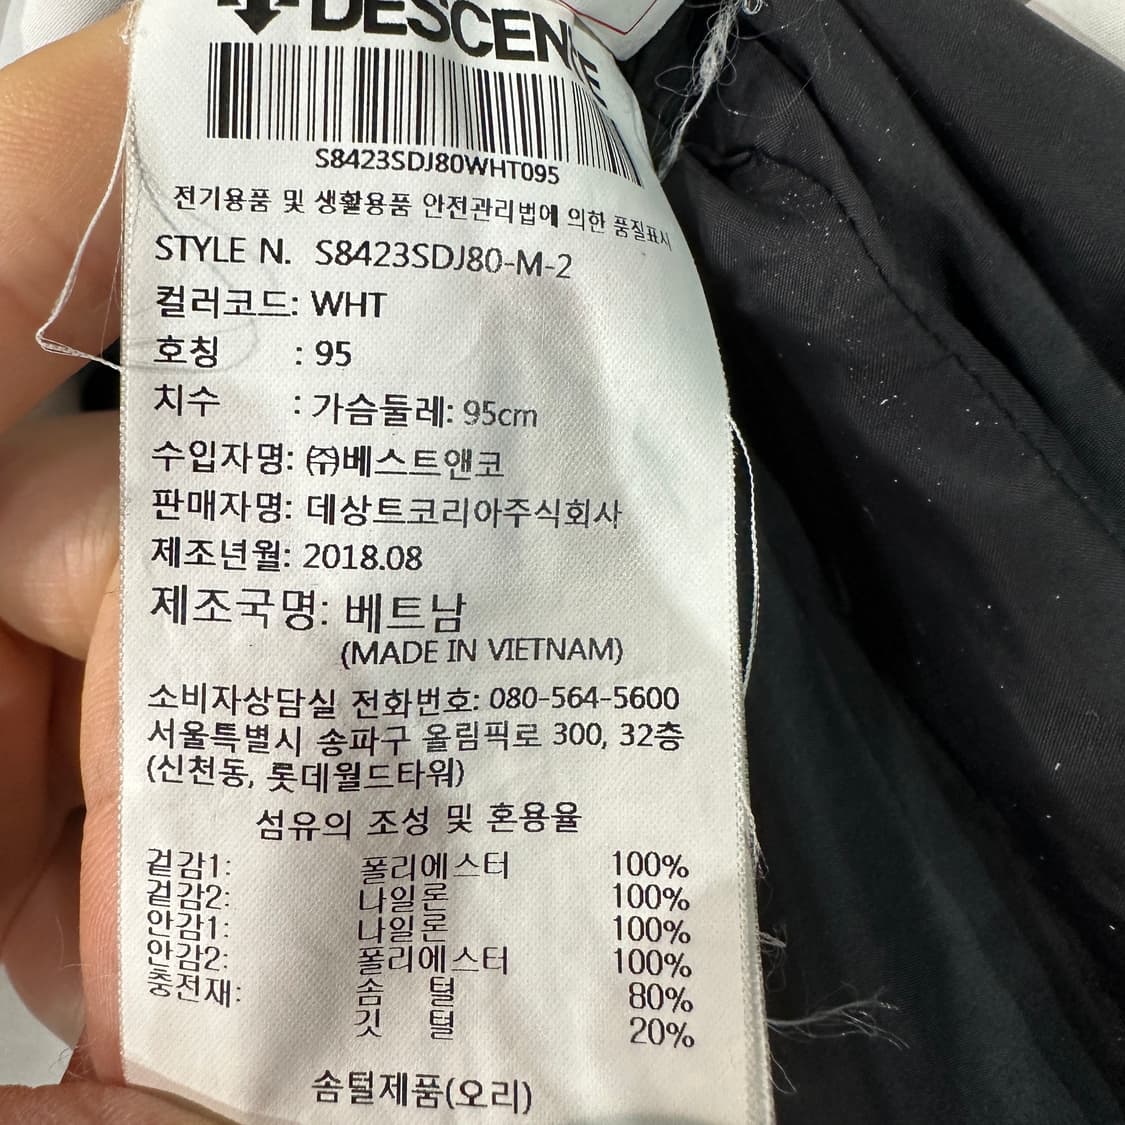 DESCENTE
S8423SDJ80WHT095
전기용품 및 생활용품 안전관리법에 의한 품질표시
STYLE N. S8423SDJ80-M-2
컬러코드: WHT
호칭 : 95
치수 : 가슴둘레: 95cm
수입자명: ㈜베스트앤코
판매자명: 데상트코리아주식회사
제조년월: 2018.08
제조국명: 베트남
(MADE IN VIETNAM)
소비자상담실 전화번호: 080-564-5600
서울특별시 송파구 올림픽로 300, 32층
(신천동, 롯데월드타워)
섬유의 조성 및 혼용율
겉감1: 폴리에스터 100%
겉감2: 나일론 100%
안감1: 나일론 100%
안감2: 폴리에스터 100%
충전재: 솜 털 80%
깃 털 20%
솜털제품(오리)